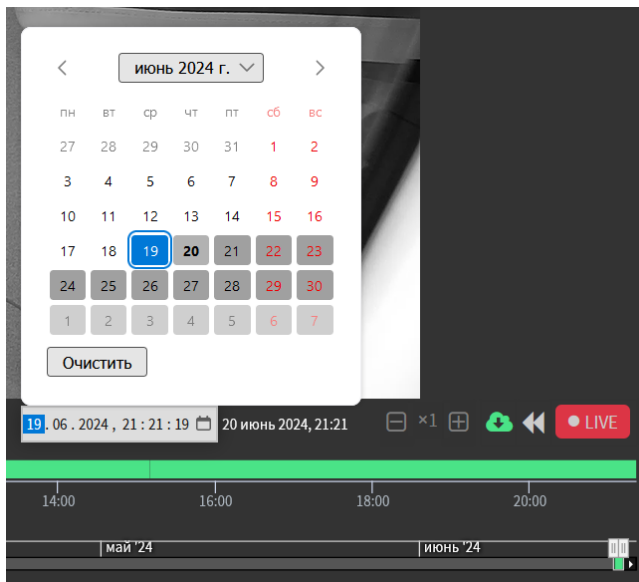 июнь 2024 г.
пн вт ср чт пт сб вс
27 28 29 30 31 1 2
3 4 5 6 7 8 9
10 11 12 13 14 15 16
17 18 19 20 21 22 23
24 25 26 27 28 29 30
1 2 3 4 5 6 7
Очистить
19. 06 . 2024 , 21 : 21 : 19 20 июнь 2024, 21:21 ×1 LIVE
14:00 16:00 18:00 20:00
май '24 июнь '24